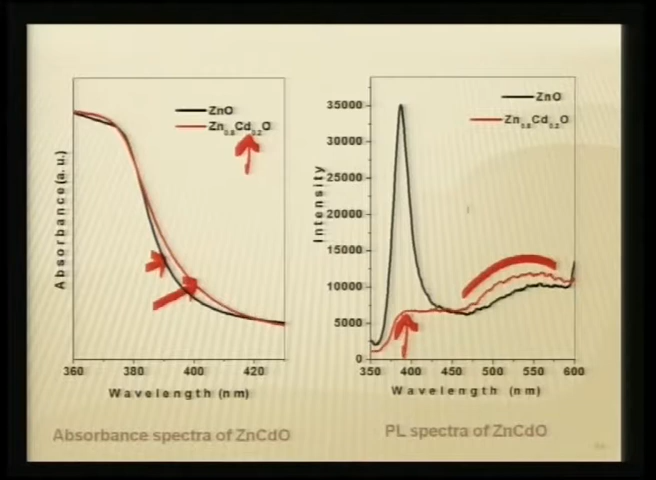 ZnO
Zn0.8Cd0.2O
Absorbance (a. u.)
360 380 400 420
Wavelength (nm)
Absorbance spectra of ZnCdO
ZnO
Zn0.8Cd0.2O
Intensity
35000
30000
25000
20000
15000
10000
5000
0
350 400 450 500 550 600
Wavelength (nm)
PL spectra of ZnCdO